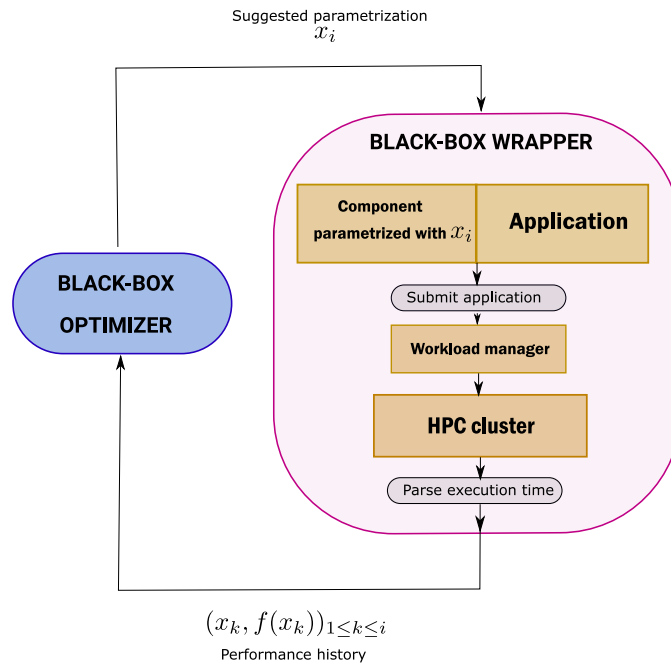 Suggested parametrization
x_i
BLACK-BOX WRAPPER
Component
parametrized with x_i
Application
Submit application
BLACK-BOX
OPTIMIZER
Workload manager
HPC cluster
Parse execution time
(x_k, f(x_k))_{1≤k≤i}
Performance history